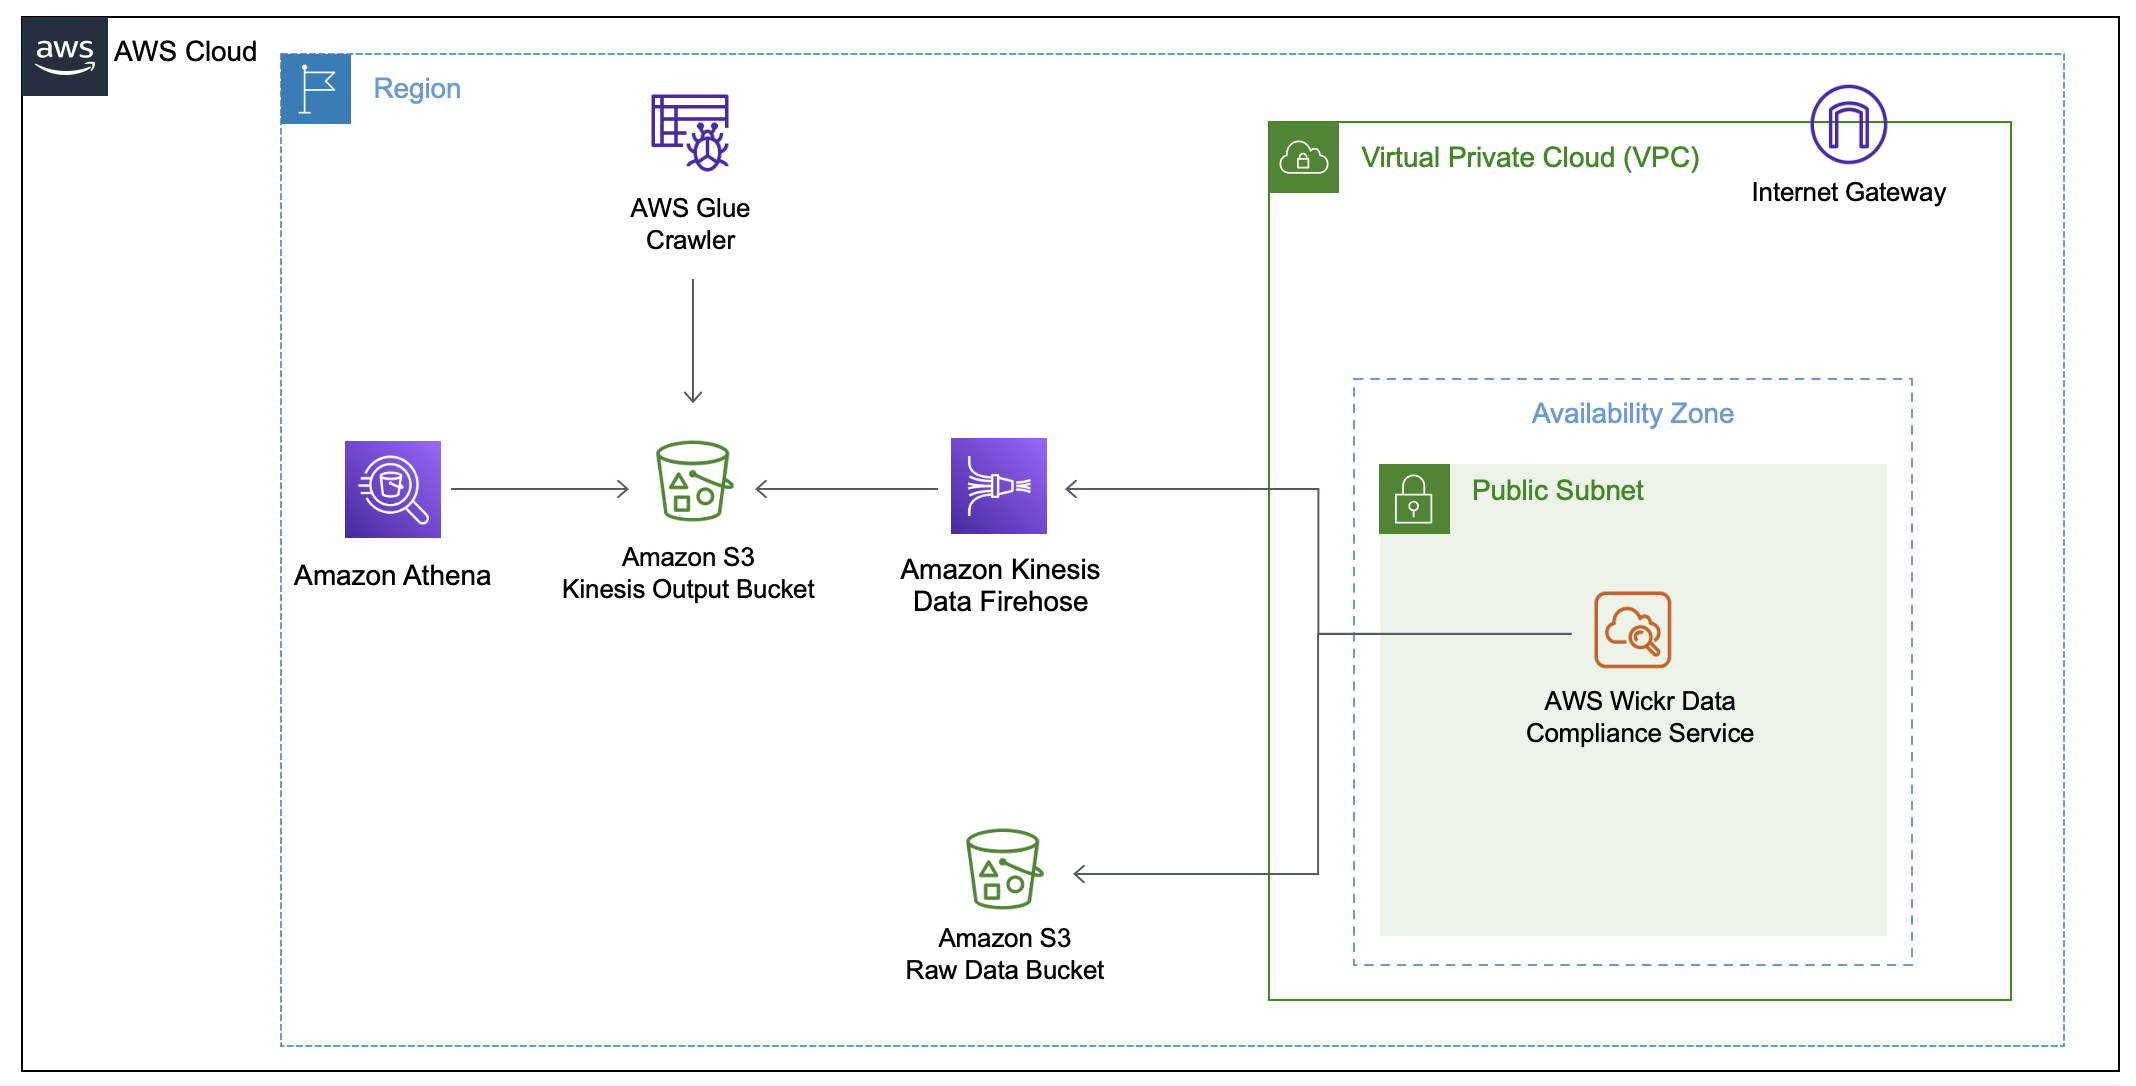 aws
AWS Cloud
Region
AWS Glue
Crawler
Virtual Private Cloud (VPC)
Internet Gateway
Availability Zone
Public Subnet
Amazon Athena
Amazon S3
Kinesis Output Bucket
Amazon Kinesis
Data Firehose
AWS Wickr Data
Compliance Service
Amazon S3
Raw Data Bucket